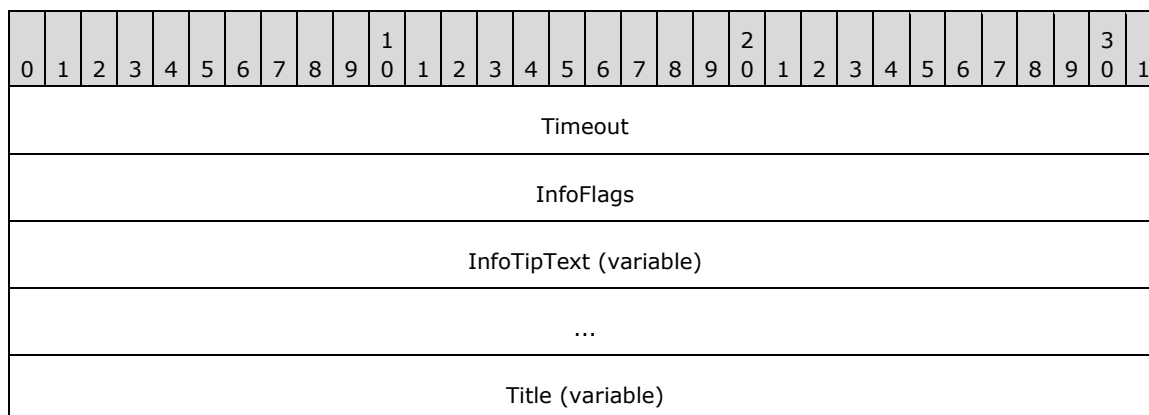 1 2 3
0 1 2 3 4 5 6 7 8 9 0 1 2 3 4 5 6 7 8 9 0 1 2 3 4 5 6 7 8 9 0 1
Timeout
InfoFlags
InfoTipText (variable)
...
Title (variable)